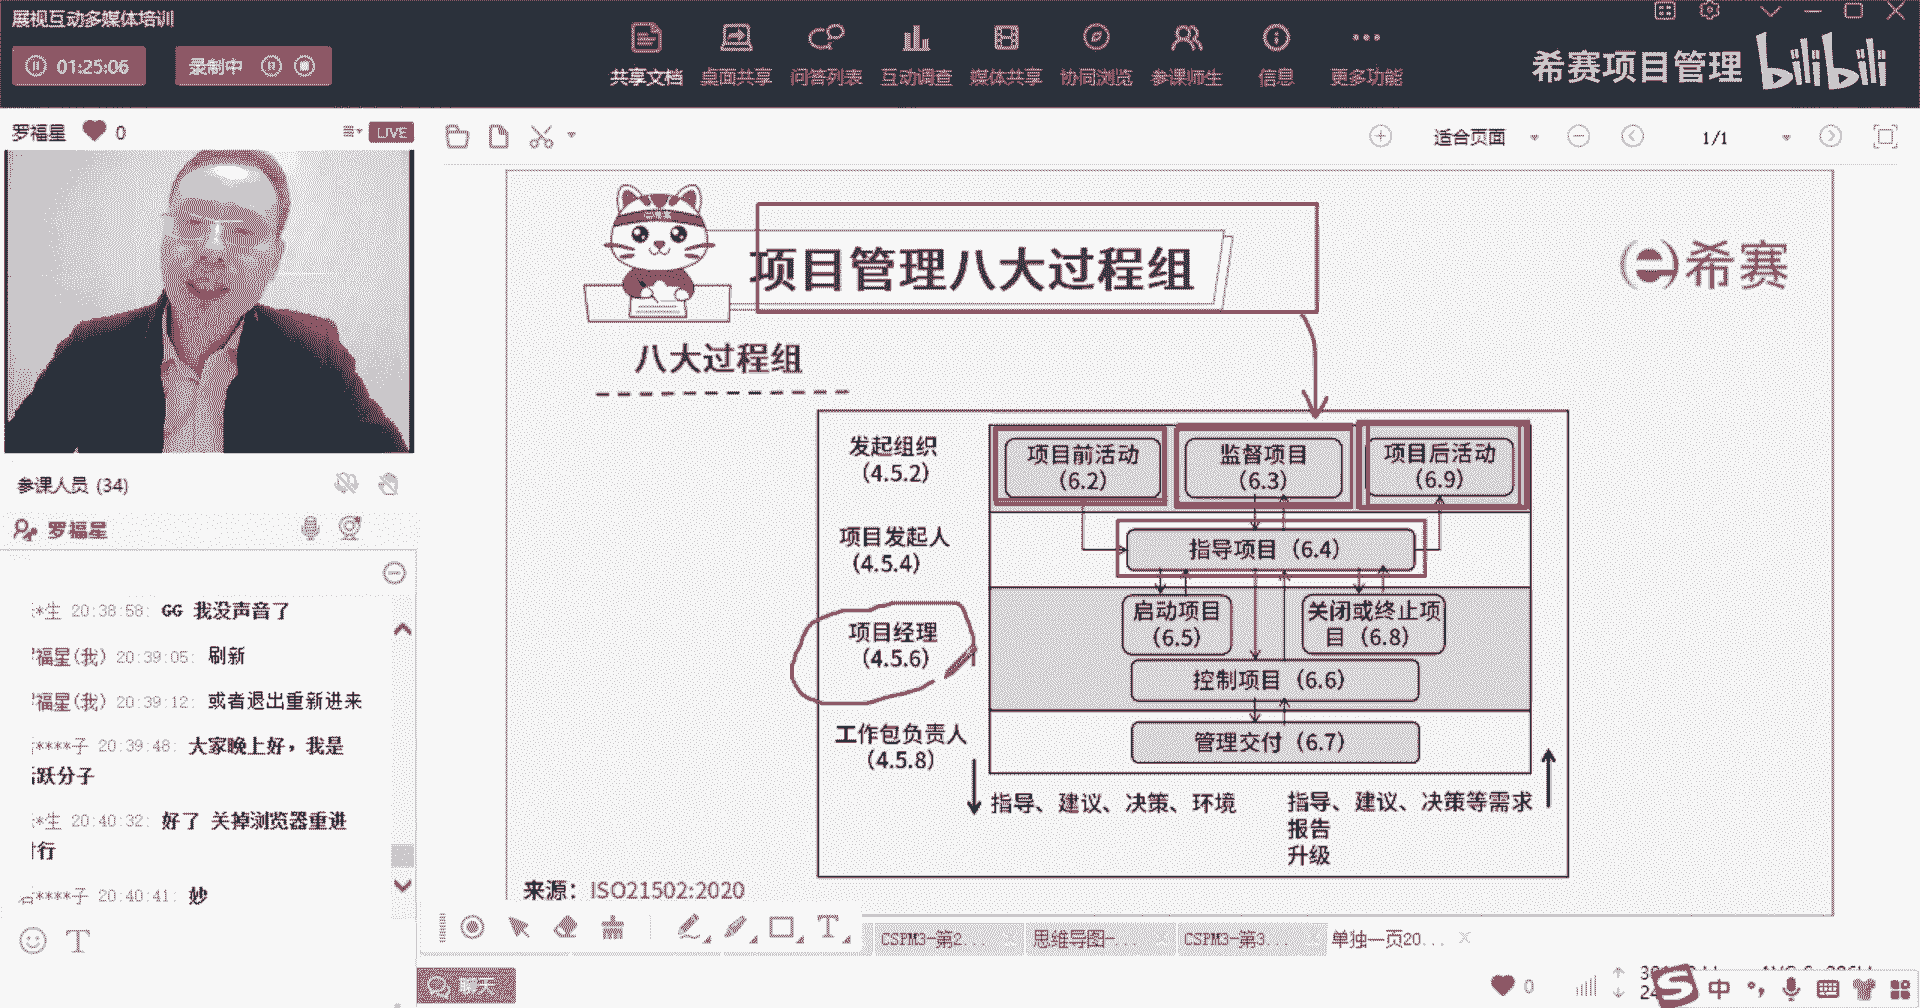 展视互动多媒体培训
01:25:06
录制中
共享文档 桌面共享 问答列表 互动调查 媒体共享 协同浏览 参课师生 信息 更多功能
希赛项目管理 bilibili
罗福星 0
LIVE
适合页面
1/1
项目管理八大过程组
希赛
八大过程组
发起组织
(4.5.2)
项目前活动
(6.2)
监督项目
(6.3)
项目后活动
(6.9)
项目发起人
(4.5.4)
指导项目（6.4）
项目经理
(4.5.6)
启动项目
(6.5)
关闭或终止项
目（6.8）
控制项目（6.6）
工作包负责人
(4.5.8)
管理交付（6.7）
指导、建议、决策、环境
指导、建议、决策等需求
报告
升级
来源：ISO21502:2020
参课人员 (34)
罗福星
*生 20:38:58: GG 我没声音了
福星(我) 20:39:05: 刷新
福星(我) 20:39:12: 或者退出重新进来
****子 20:39:48: 大家晚上好，我是
跃分子
*生 20:40:32: 好了 关掉浏览器重进
行
****子 20:40:41: 妙
T
CSPM3-第2...
思维导图-...
CSPM3-第3...
单独一页20...
聊天
0
中